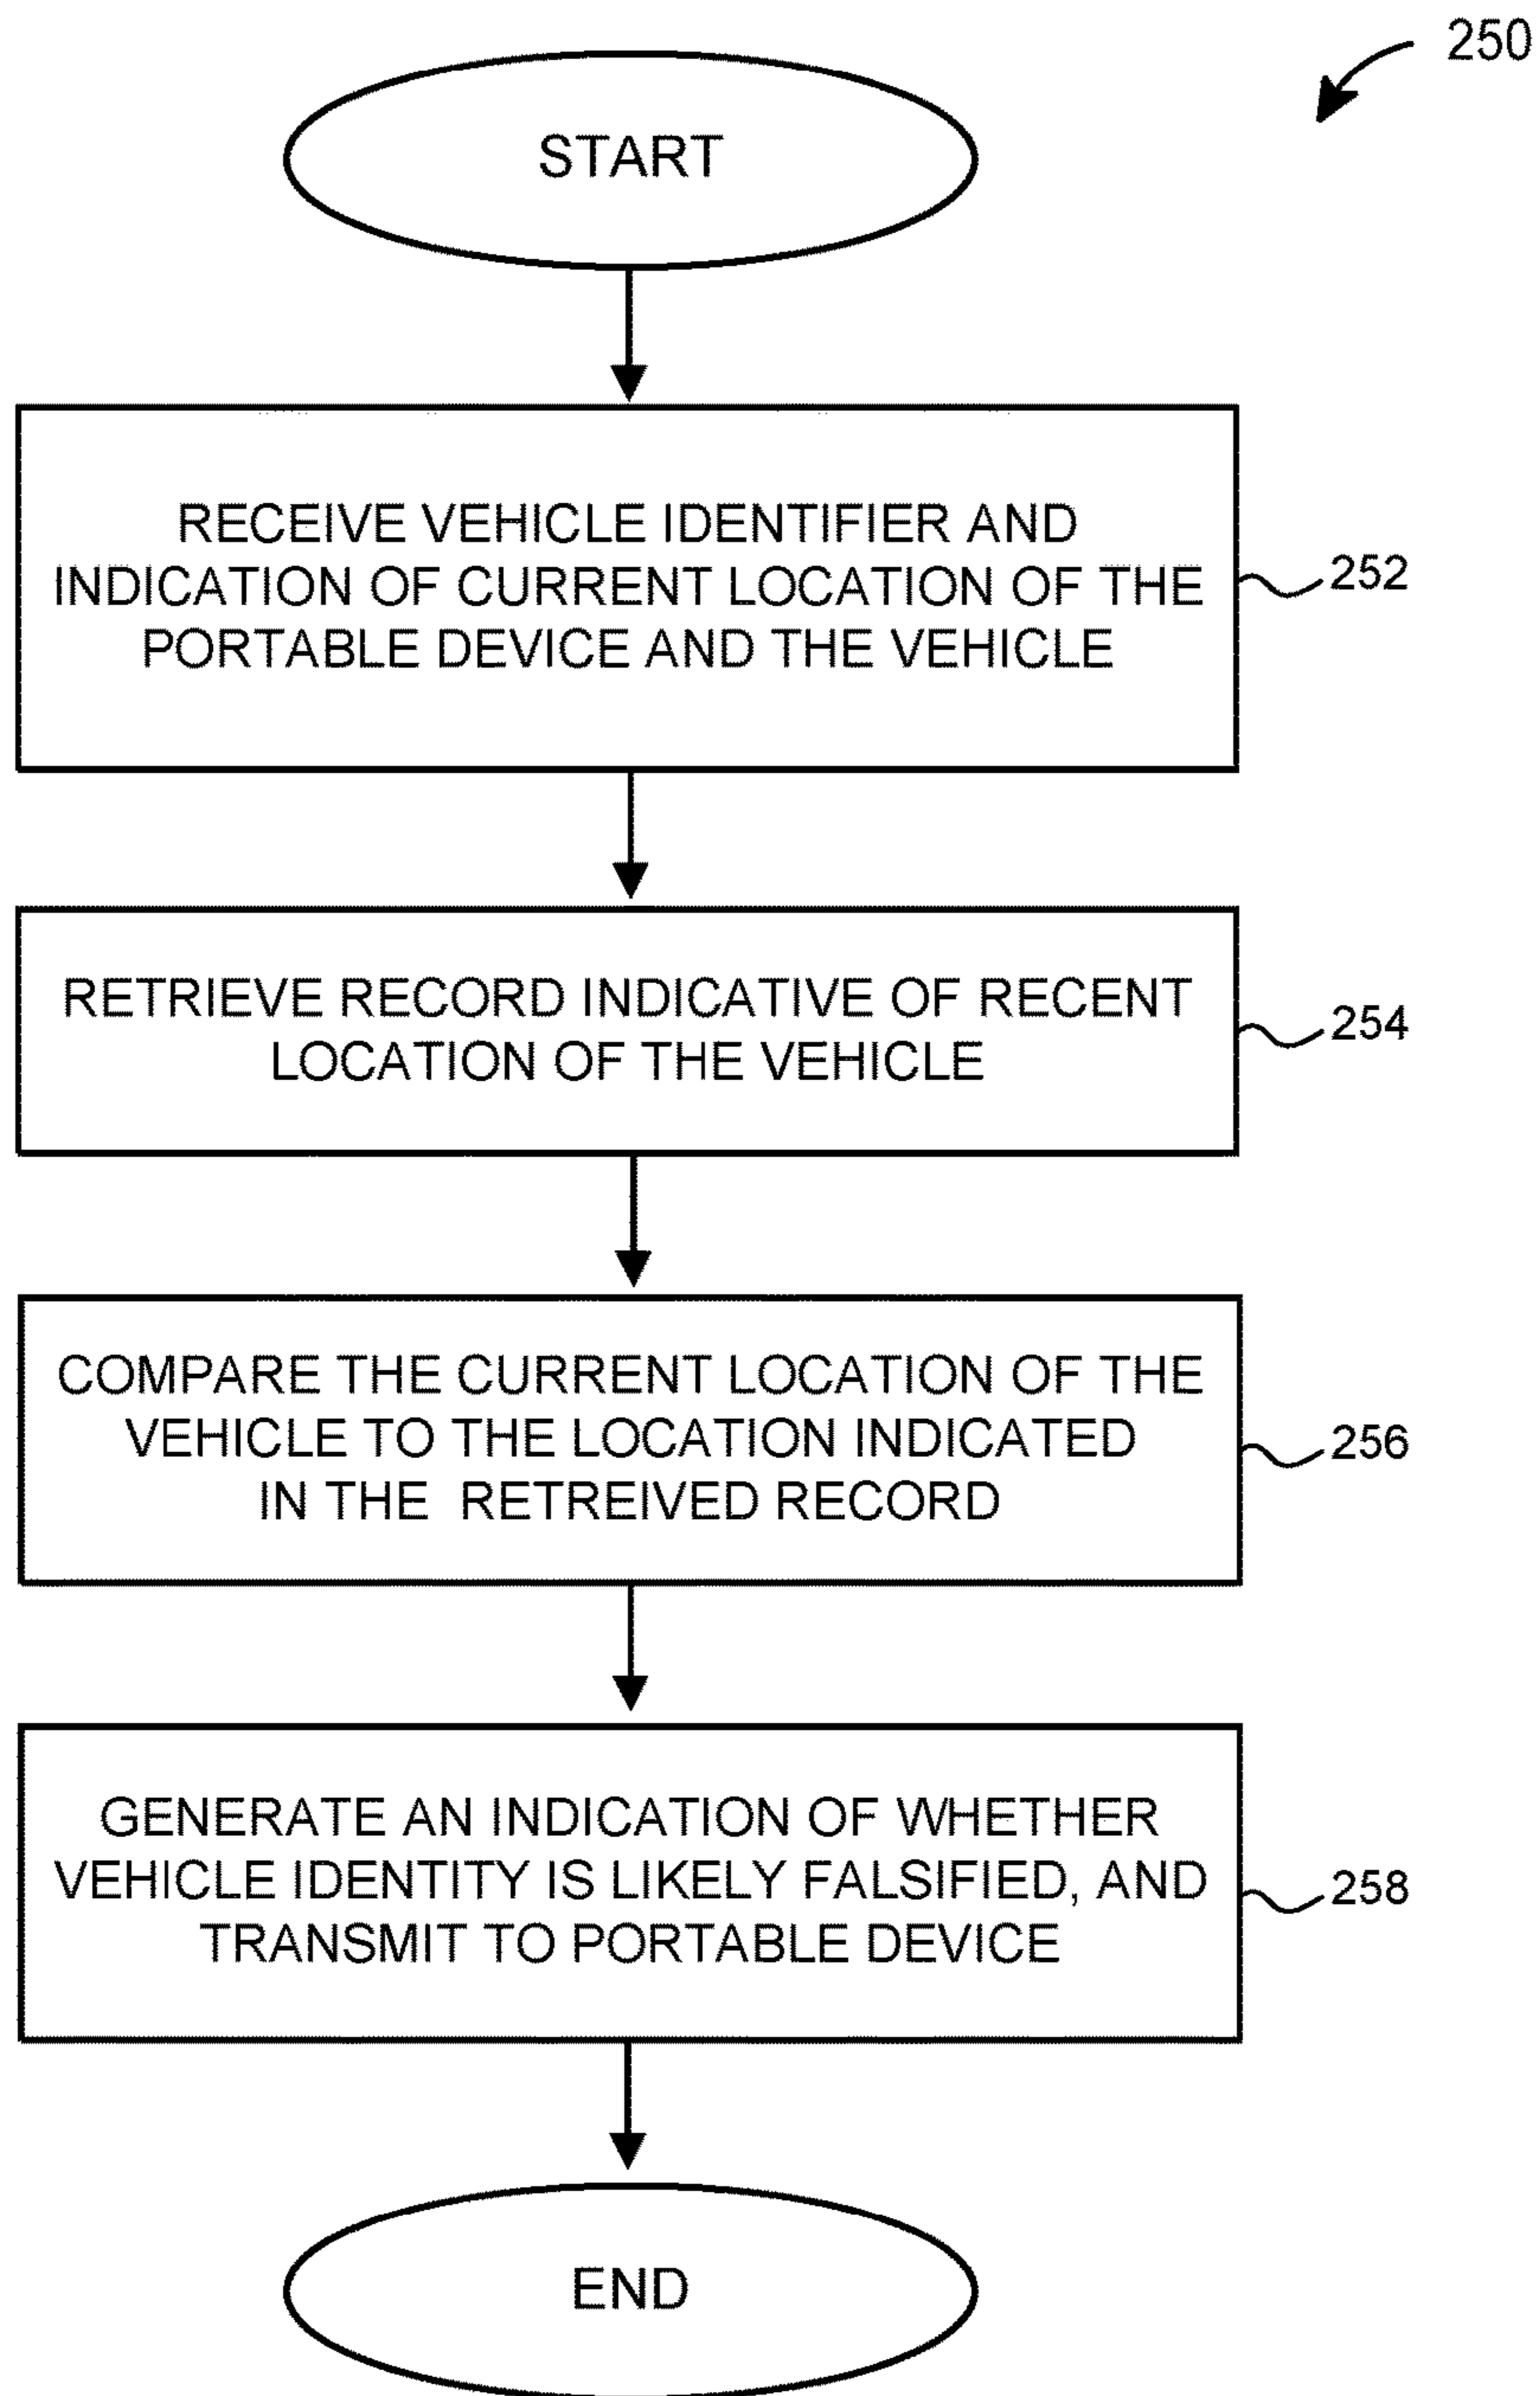 250
START
RECEIVE VEHICLE IDENTIFIER AND
INDICATION OF CURRENT LOCATION OF THE
PORTABLE DEVICE AND THE VEHICLE
252
RETRIEVE RECORD INDICATIVE OF RECENT
LOCATION OF THE VEHICLE
254
COMPARE THE CURRENT LOCATION OF THE
VEHICLE TO THE LOCATION INDICATED
IN THE RETREIVED RECORD
256
GENERATE AN INDICATION OF WHETHER
VEHICLE IDENTITY IS LIKELY FALSIFIED, AND
TRANSMIT TO PORTABLE DEVICE
258
END